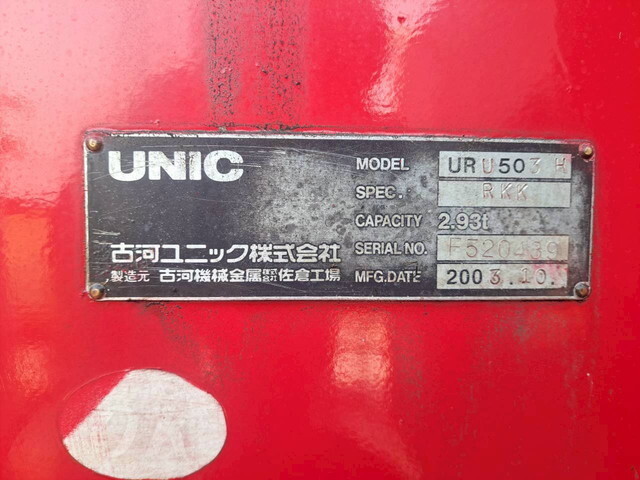 UNIC
MODEL URU503 H
SPEC. RKK
CAPACITY 2.93t
古河ユニック株式会社
SERIAL NO.
製造元 古河機械金属株式会社佐倉工場
MFG.DATE 2003.10.